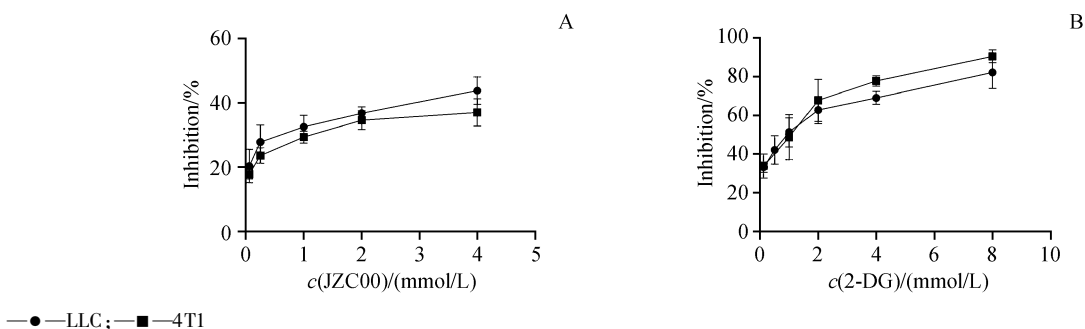 A
Inhibition/%
60
40
20
0
0 1 2 3 4 5
c(JZC00)/(mmol/L)
B
Inhibition/%
100
80
60
40
20
0
0 2 4 6 8 10
c(2-DG)/(mmol/L)
LLC; 4T1